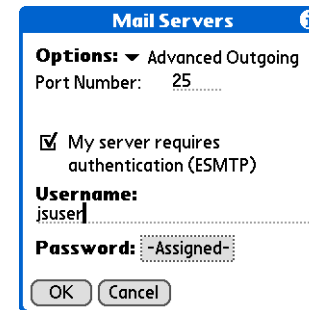 Mail Servers
Options: Advanced Outgoing
Port Number: 25
My server requires
authentication (ESMTP)
Username:
jsuser
Password: -Assigned-
OK Cancel